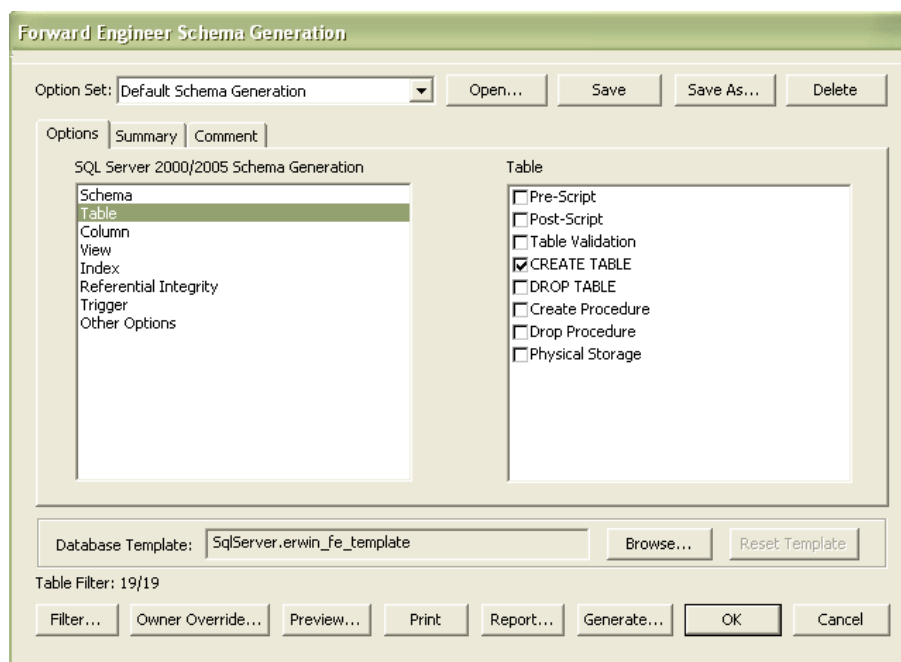 Forward Engineer Schema Generation
Option Set: Default Schema Generation Open... Save Save As... Delete
Options Summary Comment
SQL Server 2000/2005 Schema Generation
Schema
Table
Column
View
Index
Referential Integrity
Trigger
Other Options
Table
Pre-Script
Post-Script
Table Validation
CREATE TABLE
DROP TABLE
Create Procedure
Drop Procedure
Physical Storage
Database Template: SqlServer.erwin_fe_template Browse... Reset Template
Table Filter: 19/19
Filter... Owner Override... Preview... Print Report... Generate... OK Cancel